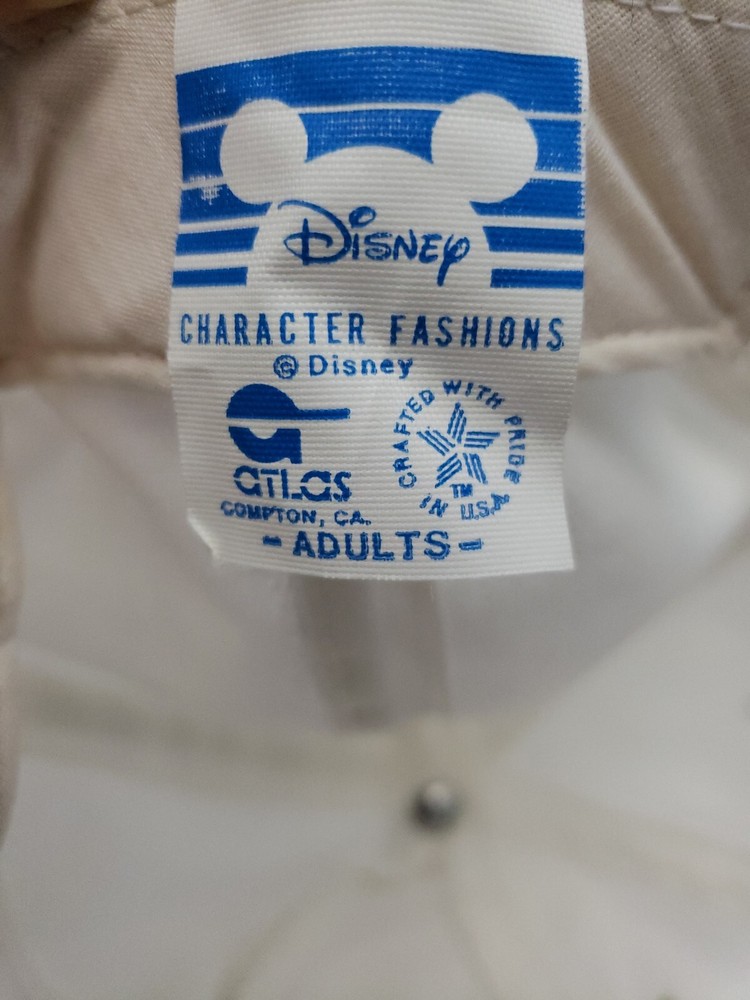 Disney
CHARACTER FASHIONS
© Disney
ATLAS
COMPTON, CA.
CRAFTED WITH PRIDE
IN U.S.A
TM
- ADULTS -